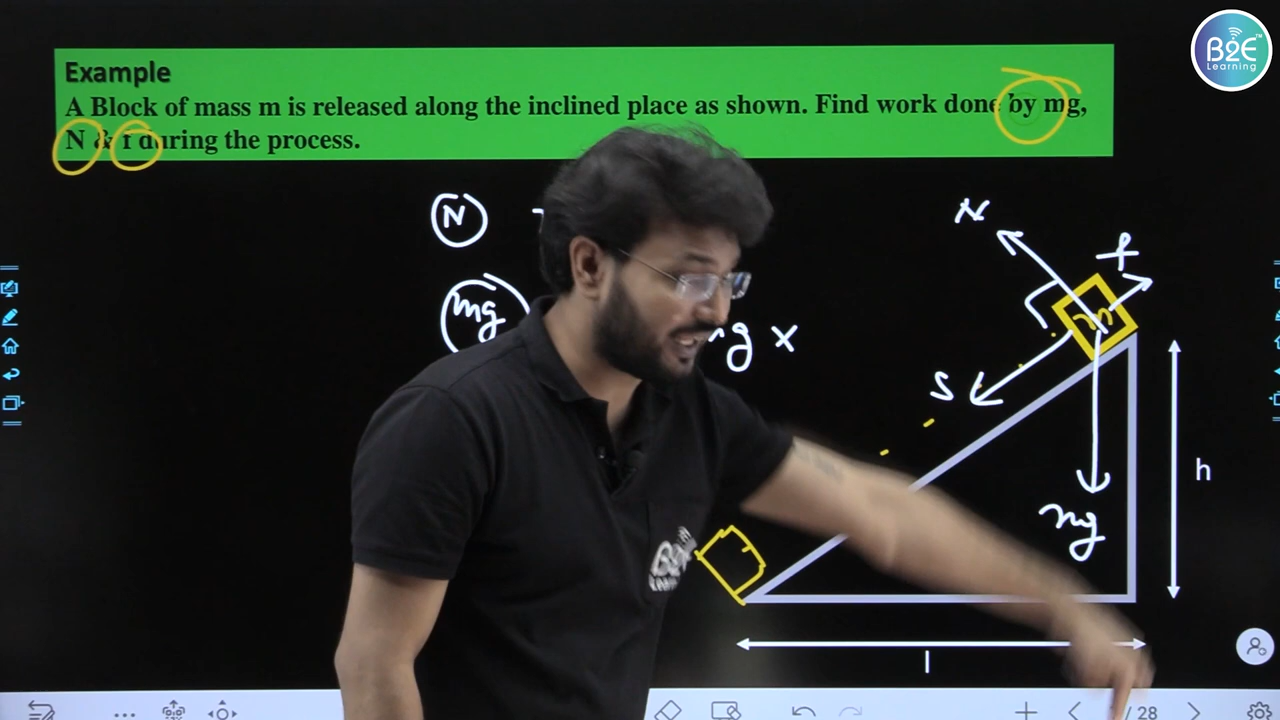 B2E
Learning
Example
A Block of mass m is released along the inclined place as shown. Find work done by mg,
N & f during the process.
N
N
f
mg
mg x
m
S
h
mg
l
/ 28